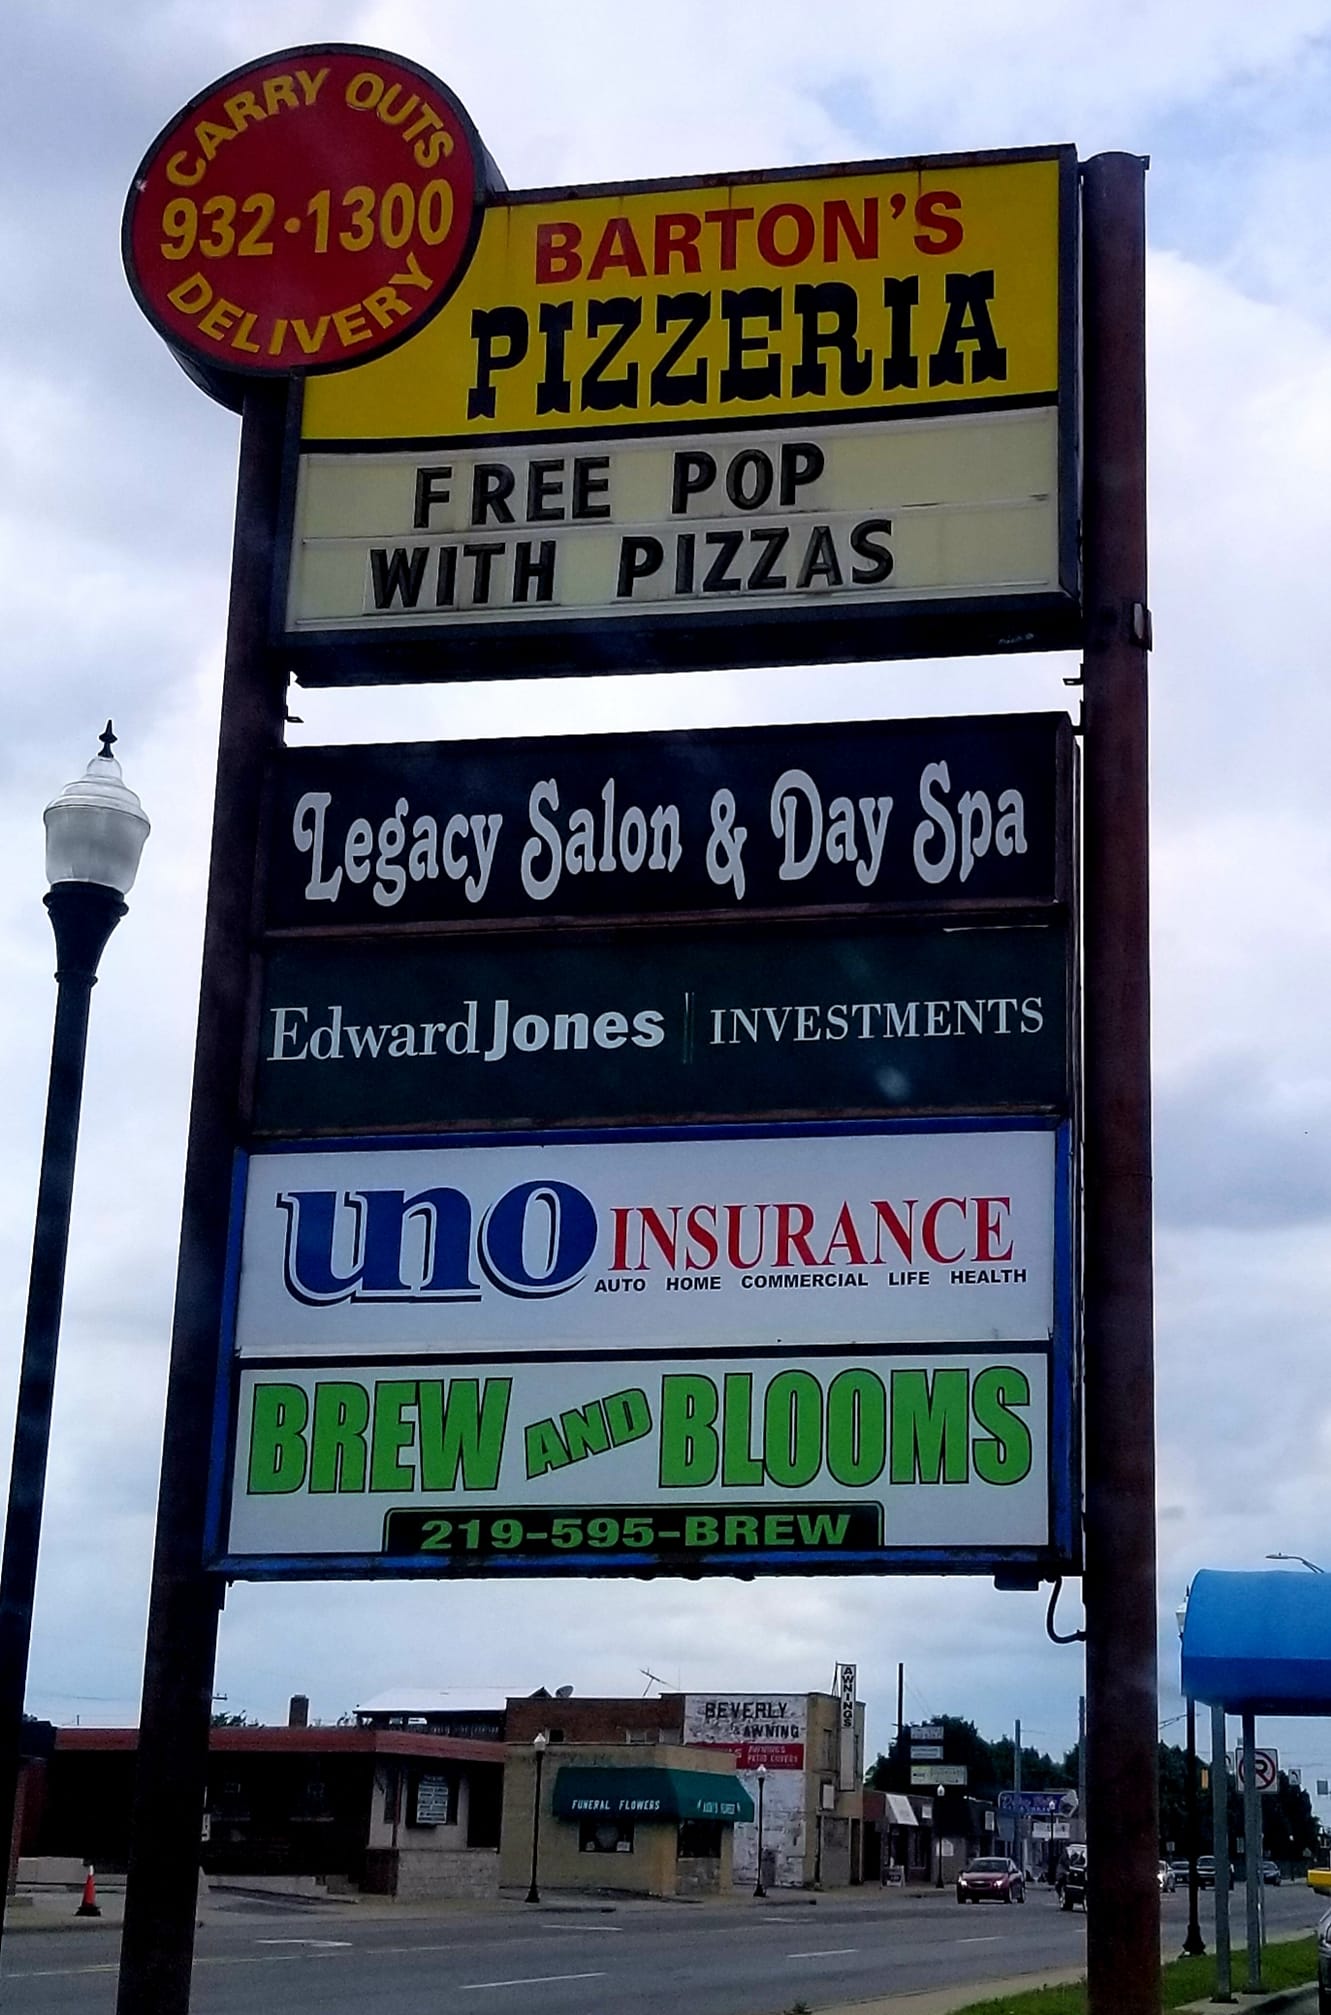 CARRY OUTS
932·1300
DELIVERY
BARTON'S
PIZZERIA
FREE POP
WITH PIZZAS
Legacy Salon & Day Spa
Edward Jones | INVESTMENTS
uno INSURANCE
AUTO HOME COMMERCIAL LIFE HEALTH
BREW AND BLOOMS
219-595-BREW
AWNINGS
BEVERLY
AWNING
FUNERAL FLOWERS